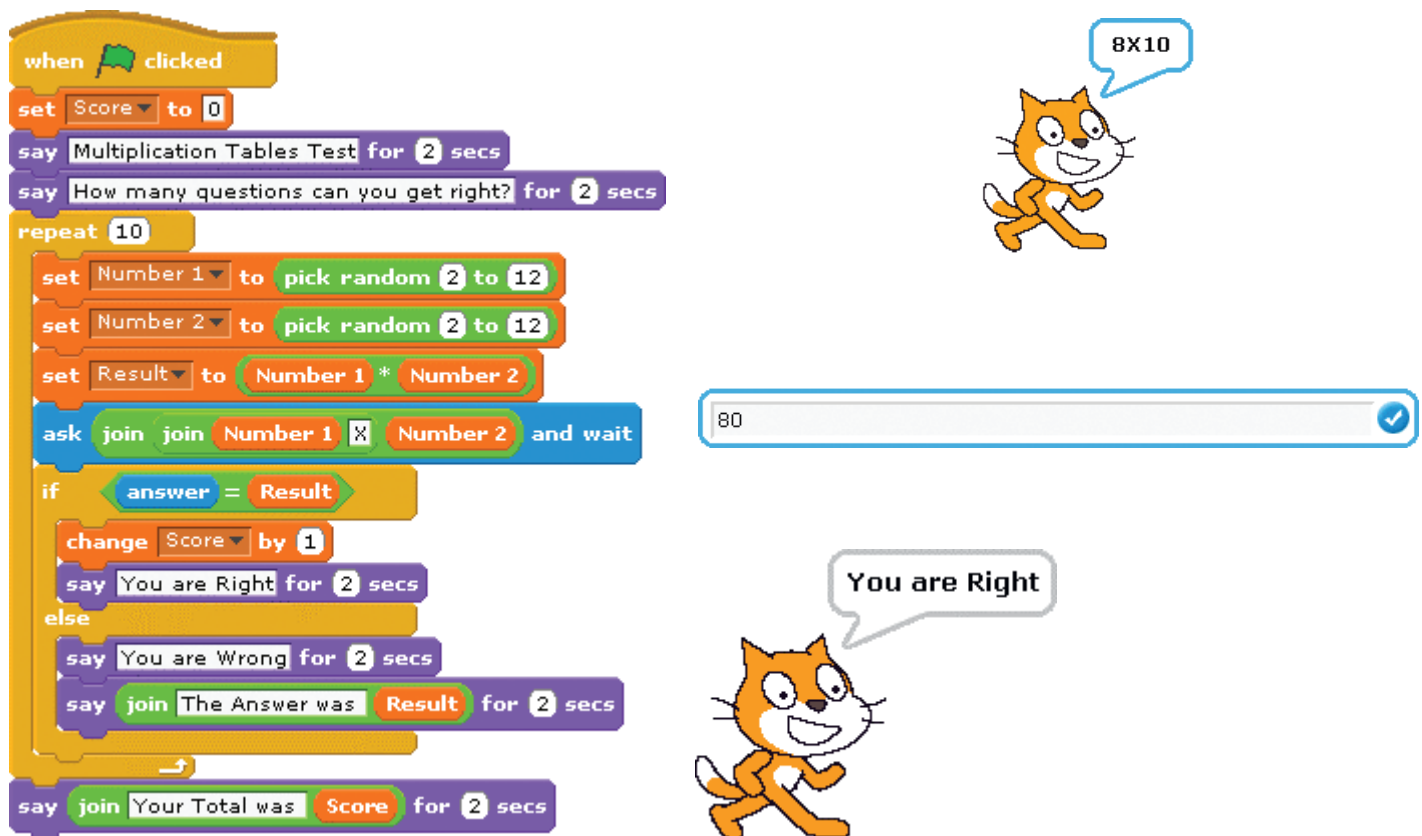 when clicked
set Score to 0
say Multiplication Tables Test for 2 secs
say How many questions can you get right? for 2 secs
repeat 10
set Number 1 to pick random 2 to 12
set Number 2 to pick random 2 to 12
set Result to Number 1 * Number 2
ask join join Number 1 X Number 2 and wait
if answer = Result
change Score by 1
say You are Right for 2 secs
else
say You are Wrong for 2 secs
say join The Answer was Result for 2 secs
say join Your Total was Score for 2 secs
8X10
80
You are Right